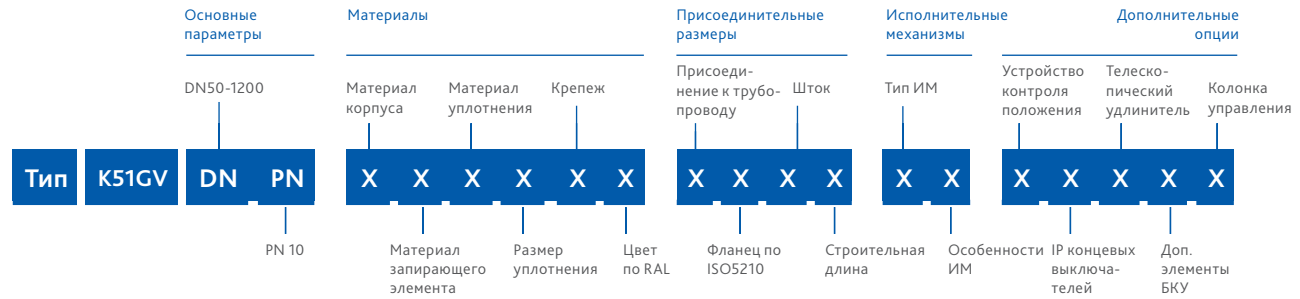 Основные
параметры
Материалы
Присоединительные
размеры
Исполнительные
механизмы
Дополнительные
опции
DN50-1200
Материал
корпуса
Материал
уплотнения
Крепеж
Присоеди-
нение к трубо-
проводу
Шток
Тип ИМ
Устройство
контроля
положения
Телеско-
пический
удлинитель
Колонка
управления
Тип K51GV DN PN X X X X X X X X X X X X X X X X X
PN 10
Материал
запирающего
элемента
Размер
уплотнения
Цвет
по RAL
Фланец по
ISO5210
Строительная
длина
Особенности
ИМ
IP концевых
выключа-
телей
Доп.
элементы
БКУ